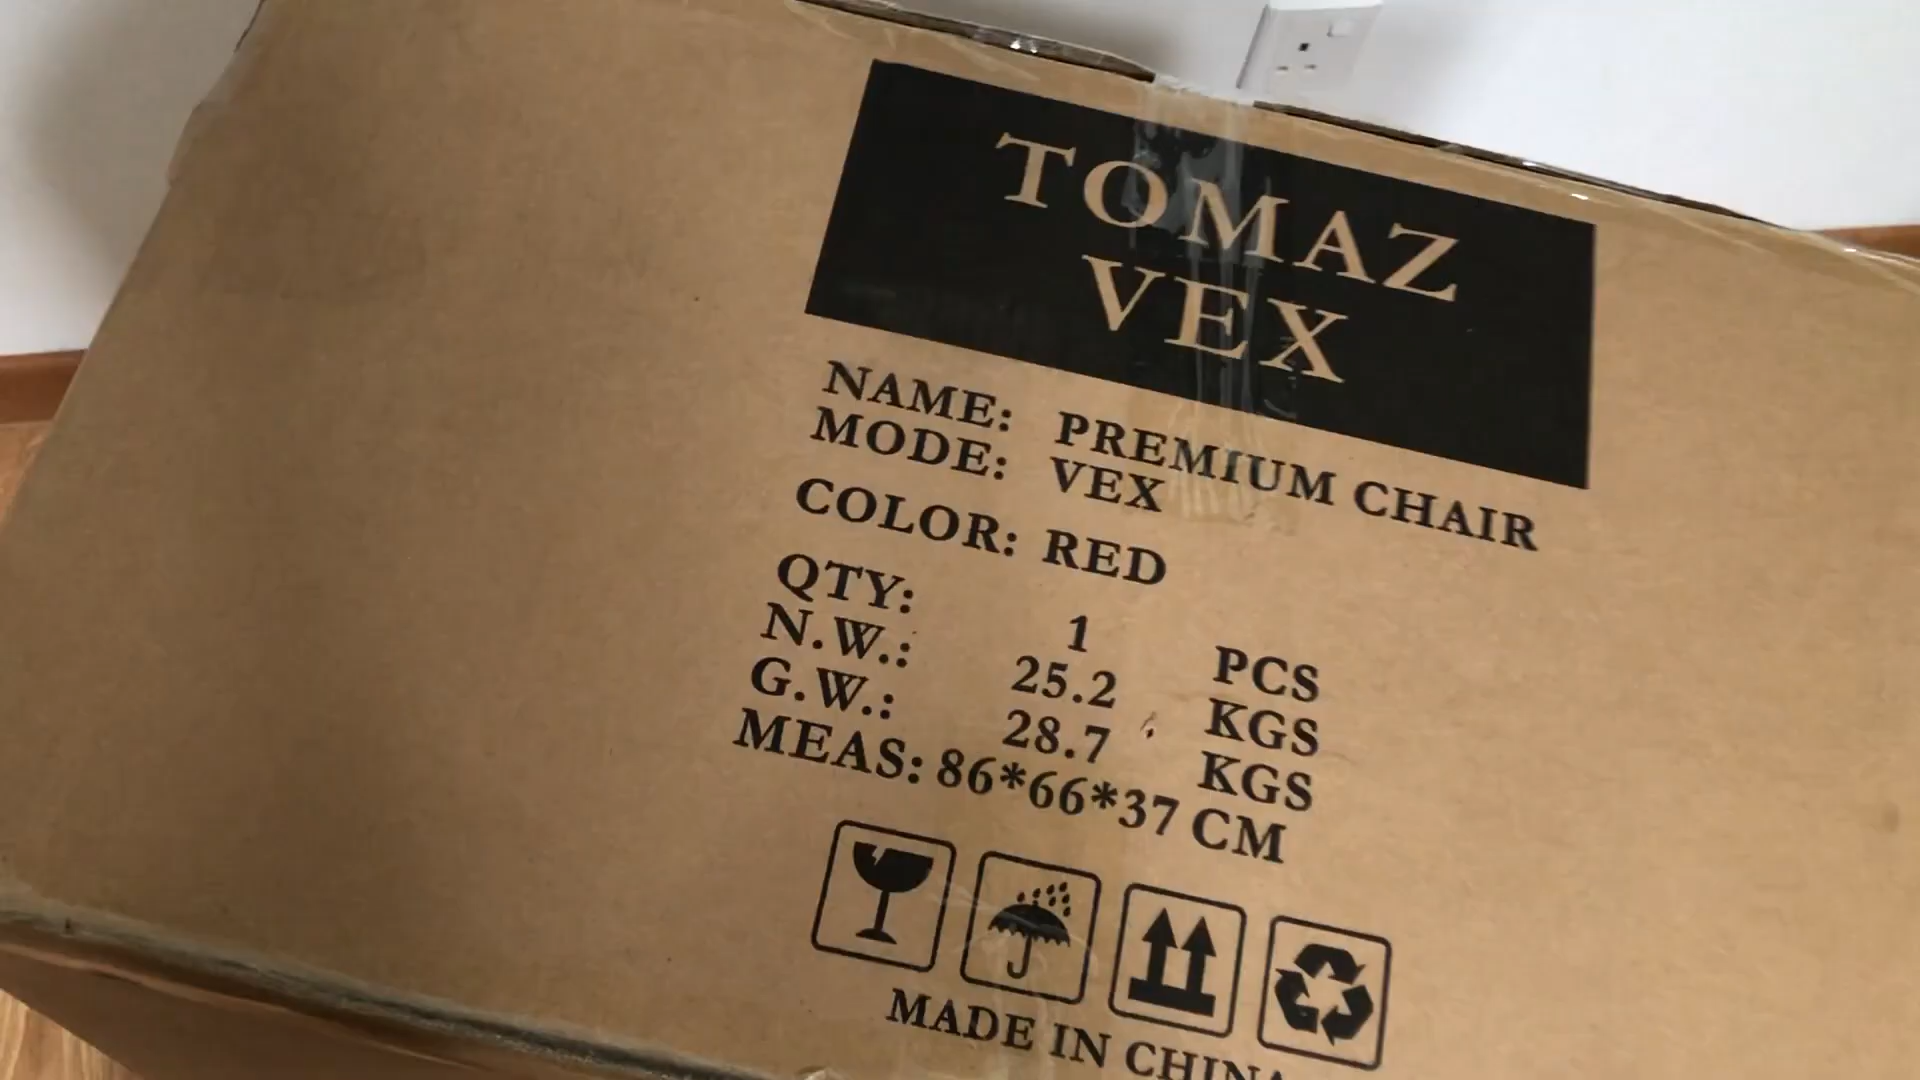 TOMAZ
VEX
NAME: PREMIUM CHAIR
MODE: VEX
COLOR: RED
QTY: 1 PCS
N.W.: 25.2 KGS
G.W.: 28.7 KGS
MEAS: 86*66*37 CM
MADE IN CHINA